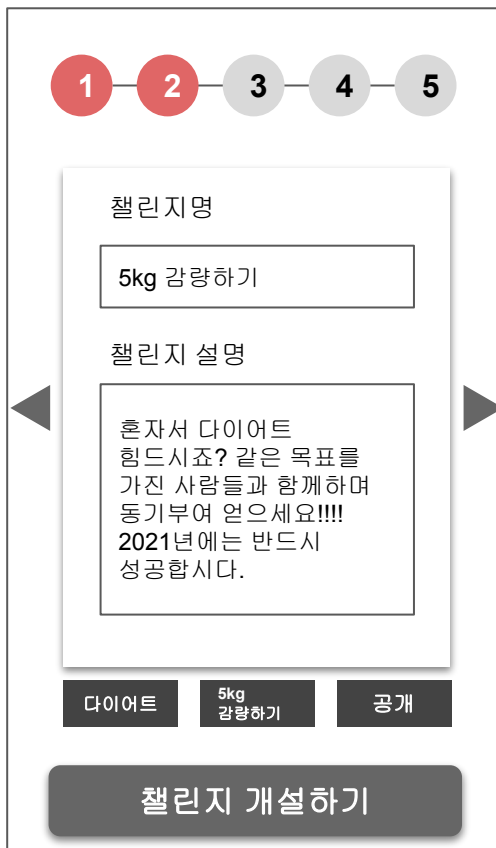 1 2 3 4 5
챌린지명
5kg 감량하기
챌린지 설명
혼자서 다이어트
힘드시죠? 같은 목표를
가진 사람들과 함께하며
동기부여 얻으세요!!!!
2021년에는 반드시
성공합시다.
다이어트
5kg
감량하기
공개
챌린지 개설하기